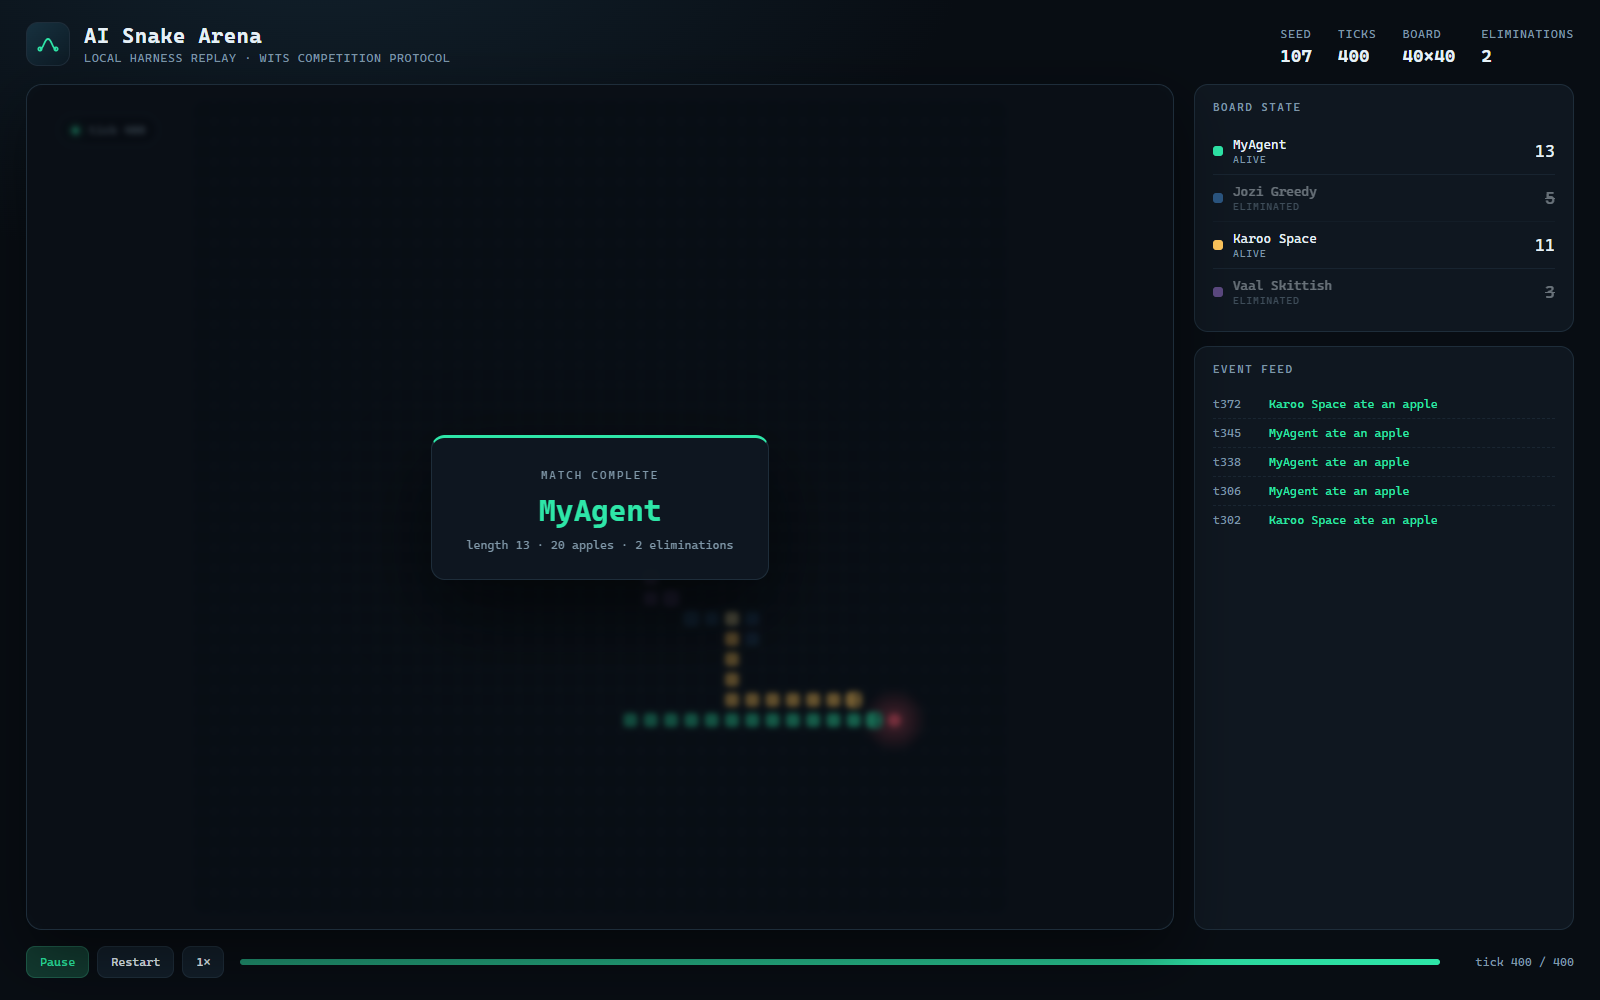 AI Snake Arena
LOCAL HARNESS REPLAY · WITS COMPETITION PROTOCOL
SEED TICKS BOARD ELIMINATIONS
107 400 40×40 2
tick 400
MATCH COMPLETE
MyAgent
length 13 · 20 apples · 2 eliminations
BOARD STATE
MyAgent 13
ALIVE
Jozi Greedy 5
ELIMINATED
Karoo Space 11
ALIVE
Vaal Skittish 3
ELIMINATED
EVENT FEED
t372 Karoo Space ate an apple
t345 MyAgent ate an apple
t338 MyAgent ate an apple
t306 MyAgent ate an apple
t302 Karoo Space ate an apple
Pause Restart 1× tick 400 / 400